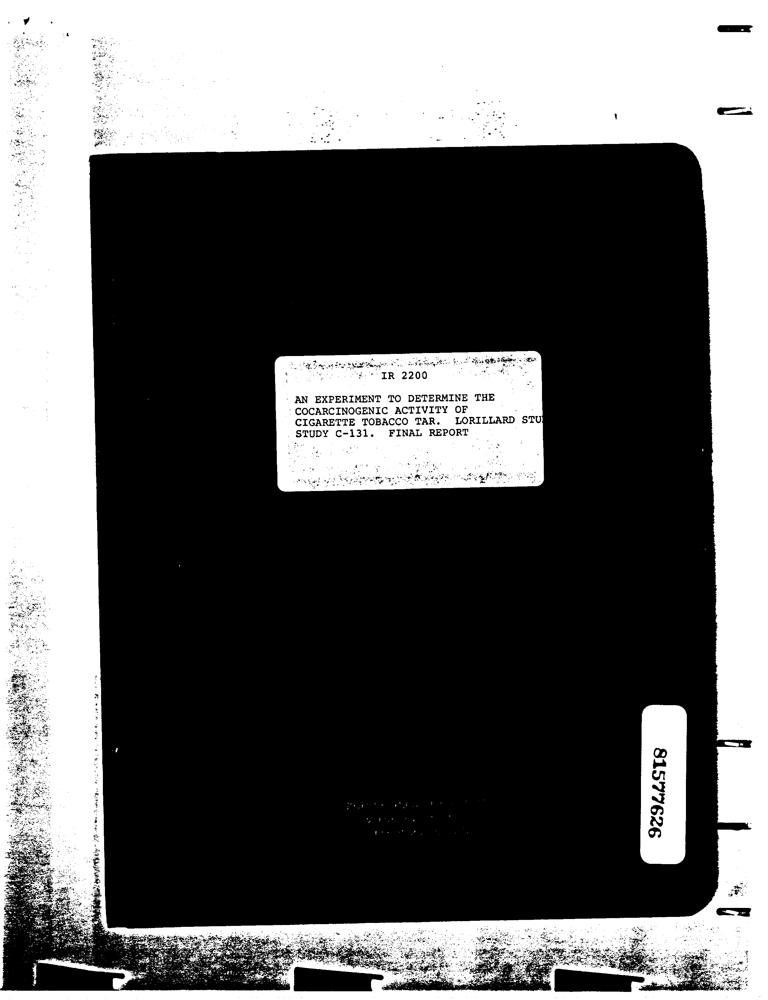 IR 2200
AN EXPERIMENT TO DETERMINE THE
COCARCINOGENIC ACTIVITY OF
CIGARETTE TOBACCO TAR. LORILLARD STU
STUDY C-131. FINAL REPORT
81577626